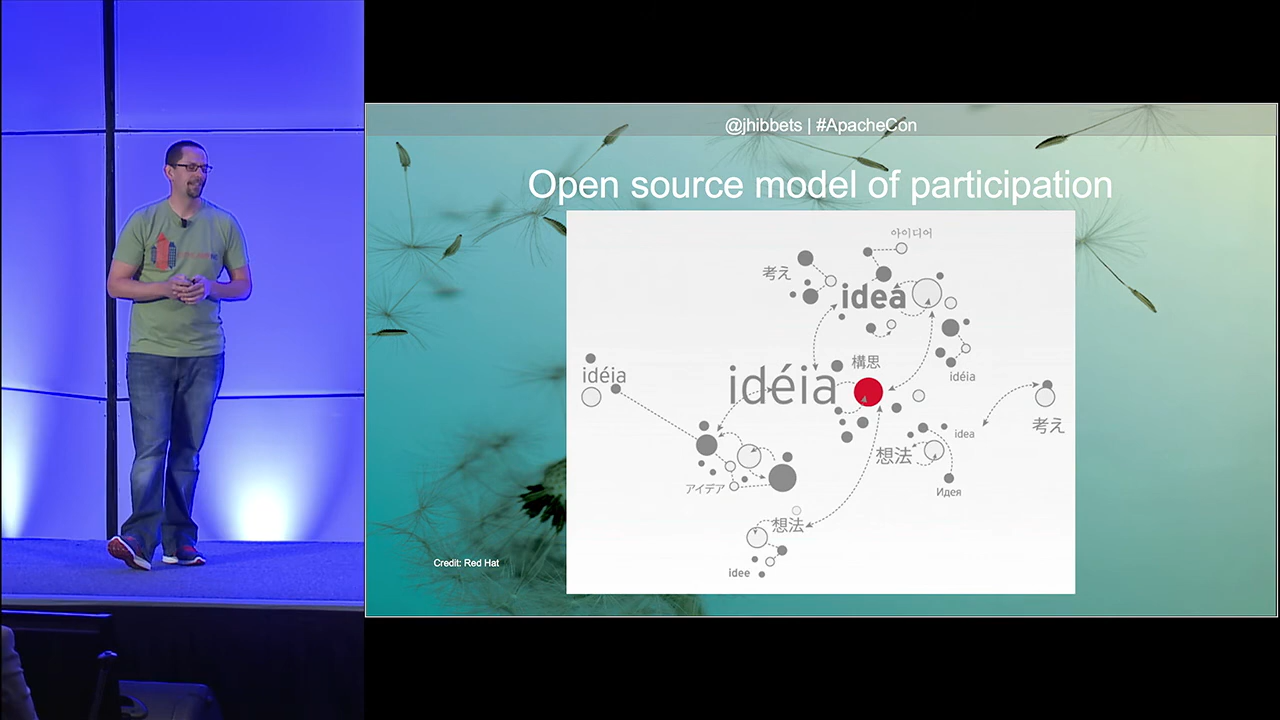 @jhibbets | #ApacheCon
Open source model of participation
아이디어
考え
idea
構思
idéia
idéia
idéia
考え
idea
想法
アイデア
Идея
想法
idee
Credit: Red Hat